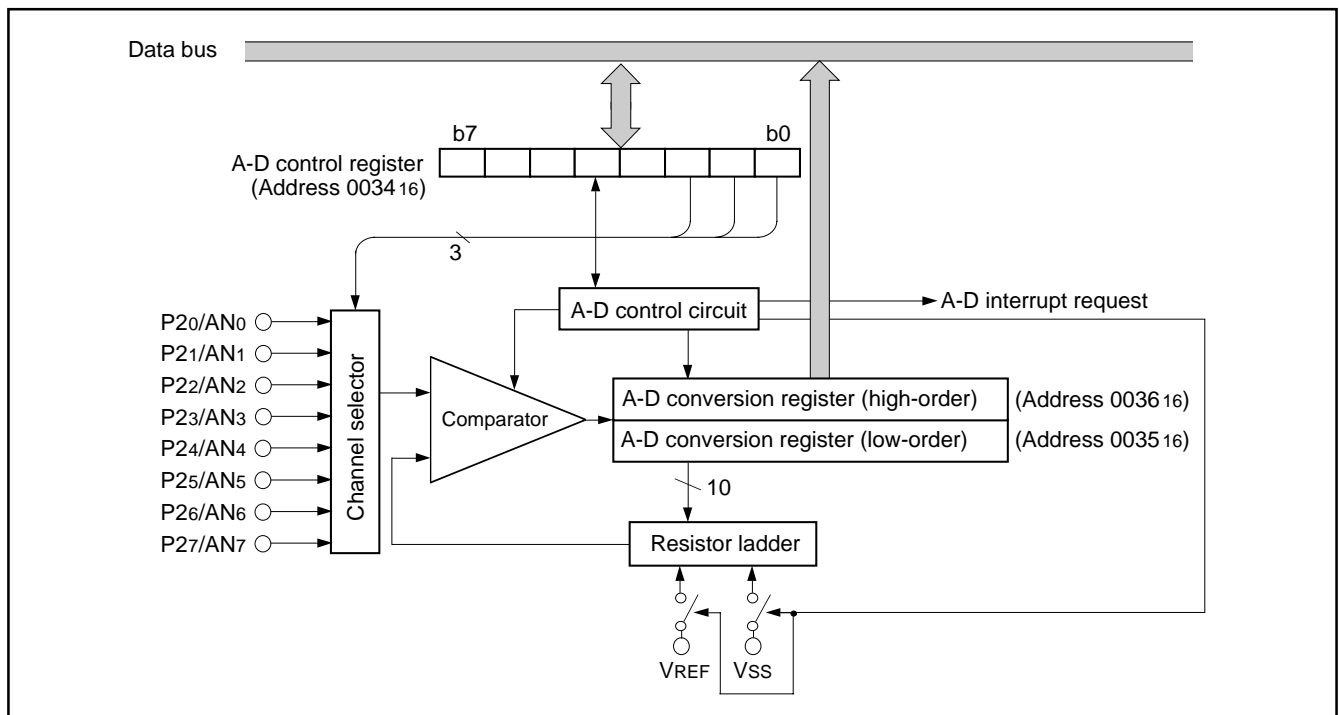 Data bus
b7 b0
A-D control register
(Address 003416)
3
A-D control circuit
A-D interrupt request
P20/AN0
P21/AN1
P22/AN2
P23/AN3
P24/AN4
P25/AN5
P26/AN6
P27/AN7
Channel selector
Comparator
A-D conversion register (high-order) (Address 003616)
A-D conversion register (low-order) (Address 003516)
10
Resistor ladder
VREF VSS